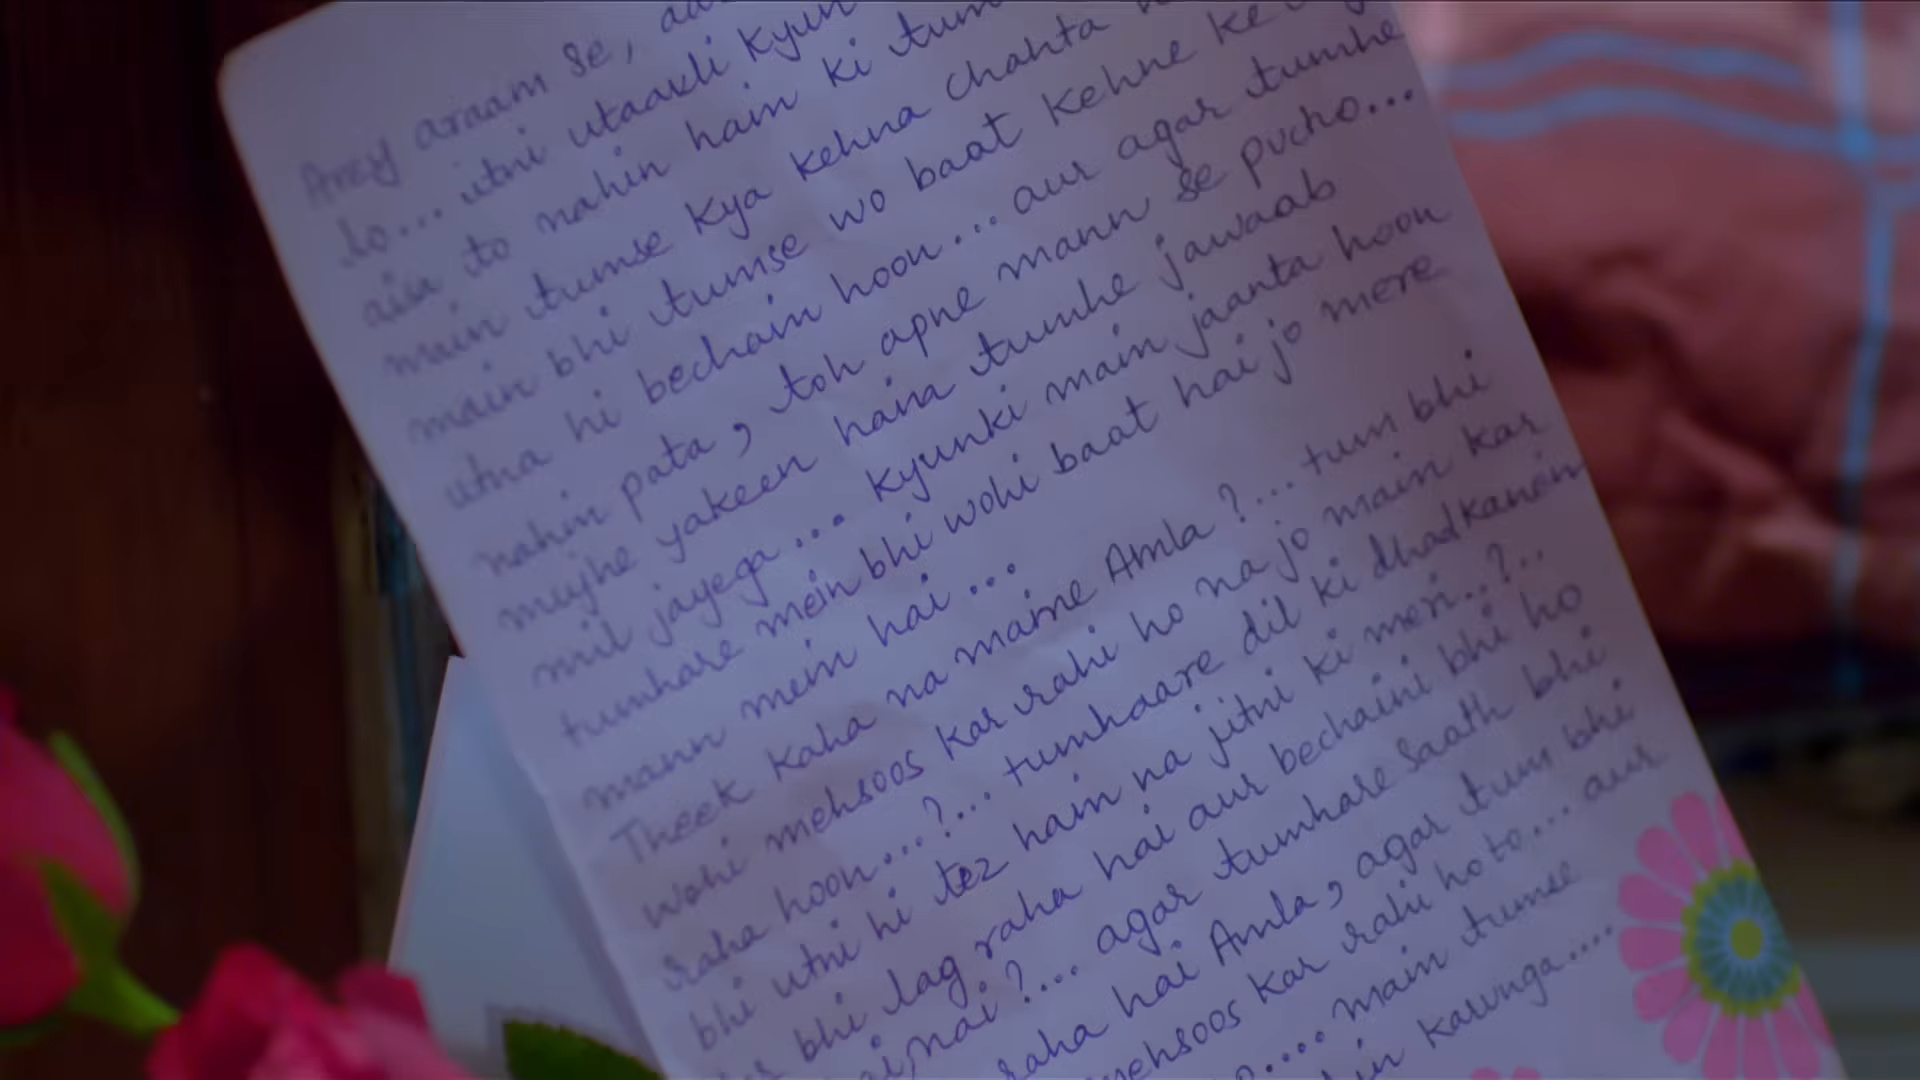 Arey araam se,
lo... itni utaavli kyun
aisa to nahin hain ki tum
main tumse kya kehna chahta
main bhi tumse wo baat kehne ke
utna hi bechain hoon... aur agar tumhe
nahin pata, toh apne mann se pucho...
mujhe yakeen haina tumhe jawaab
mil jayega... kyunki main jaanta hoon
tumhare mein bhi wohi baat hai jo mere
mann mein hai...
Theek kaha na maine Amla?... tum bhi
wohi mehsoos kar rahi ho na jo main kar
raha hoon...?... tumhaare dil ki dhadkanein
bhi utni hi tez hain na jitni ki meri..?..
bhi lag raha hai aur bechaini bhi ho
nai?... agar tumhare saath bhi
raha hai Amla, agar tum bhi
mehsoos kar rahi ho to... aur
.... main tumse
karunga....